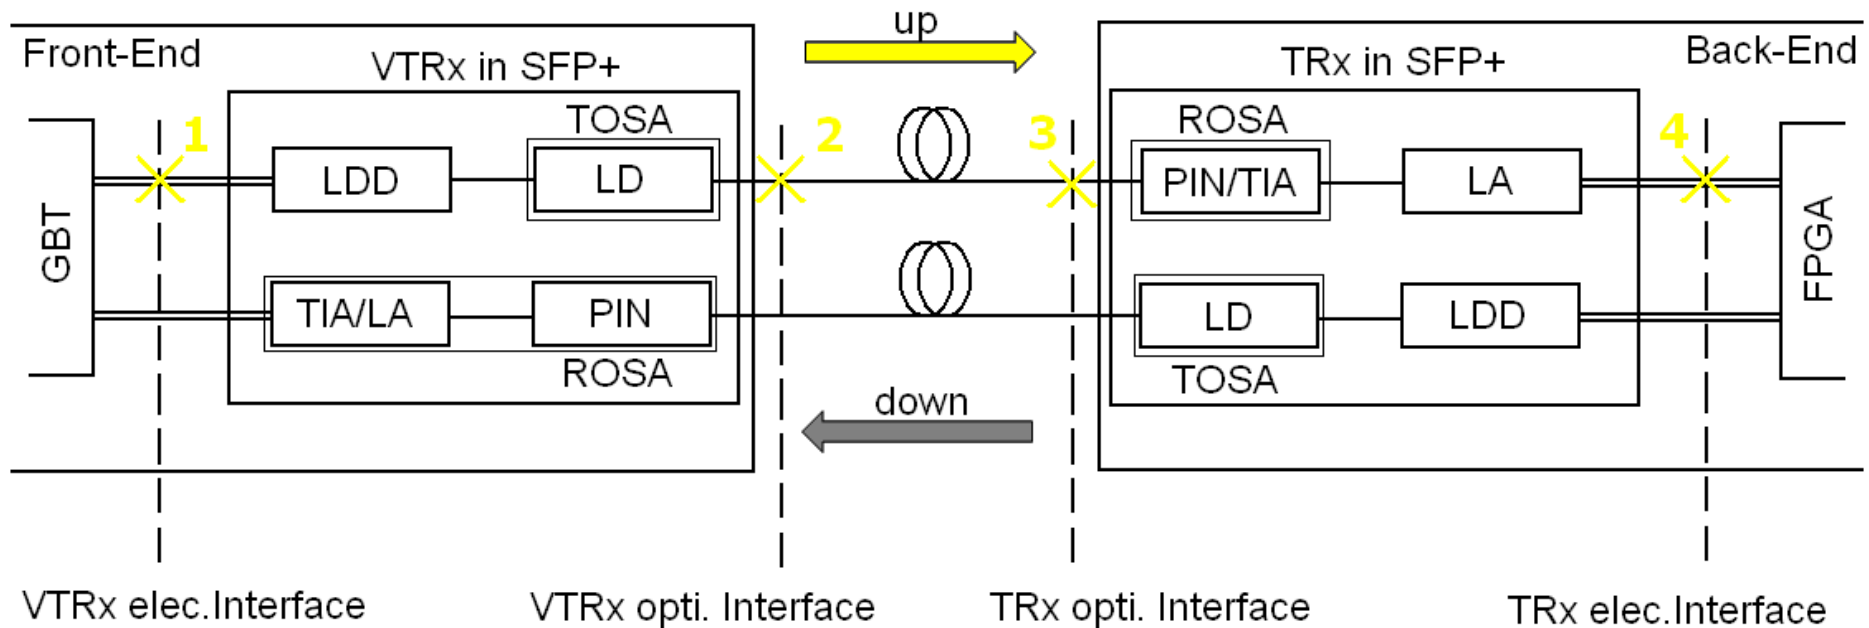 up
Front-End
VTRx in SFP+
TRx in SFP+
Back-End
TOSA
ROSA
1
2
3
4
LDD
LD
PIN/TIA
LA
GBT
FPGA
TIA/LA
PIN
LD
LDD
ROSA
TOSA
down
VTRx elec.Interface
VTRx opti. Interface
TRx opti. Interface
TRx elec.Interface